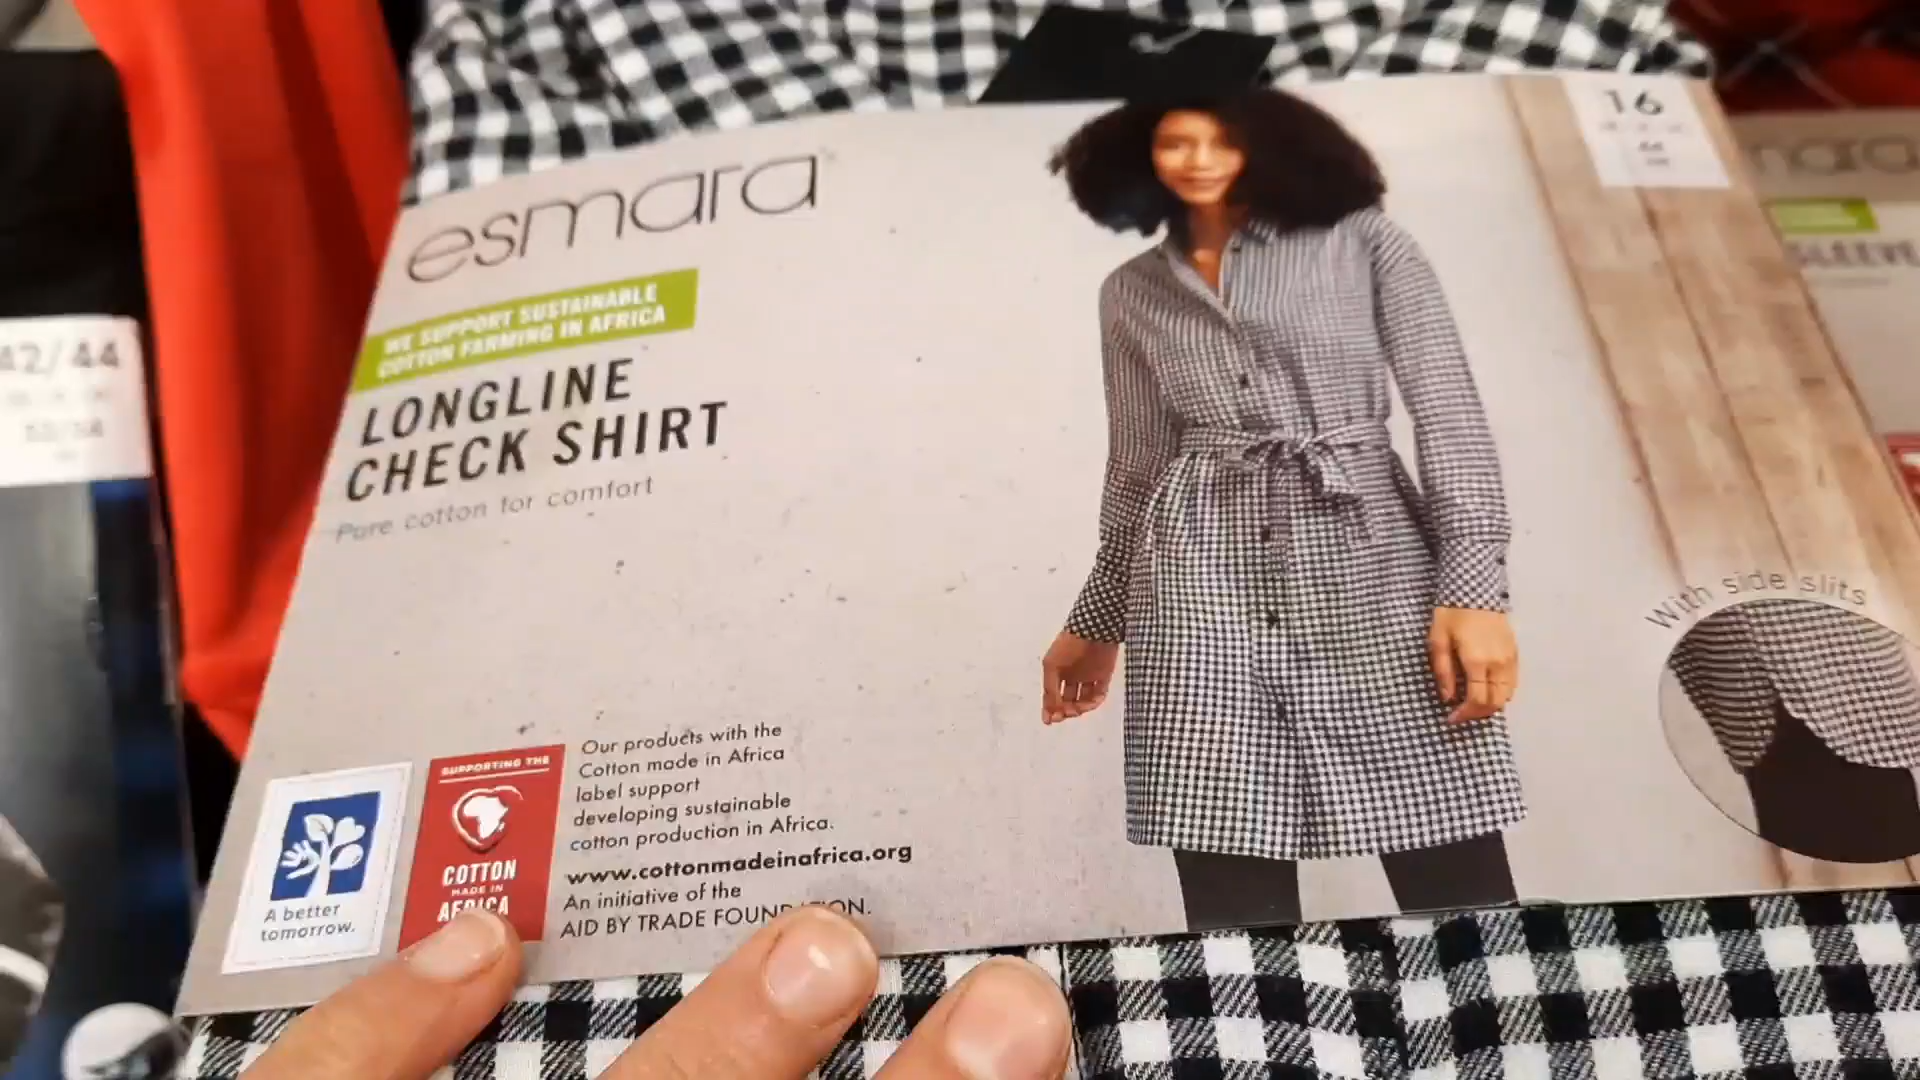 esmara
16
44
WE SUPPORT SUSTAINABLE
COTTON FARMING IN AFRICA
LONGLINE
CHECK SHIRT
Pure cotton for comfort
With side slits
Our products with the
Cotton made in Africa
label support
developing sustainable
cotton production in Africa.
www.cottonmadeinafrica.org
An initiative of the
AID BY TRADE FOUNDATION.
SUPPORTING THE
COTTON
MADE IN
AFRICA
A better
tomorrow.
42/44